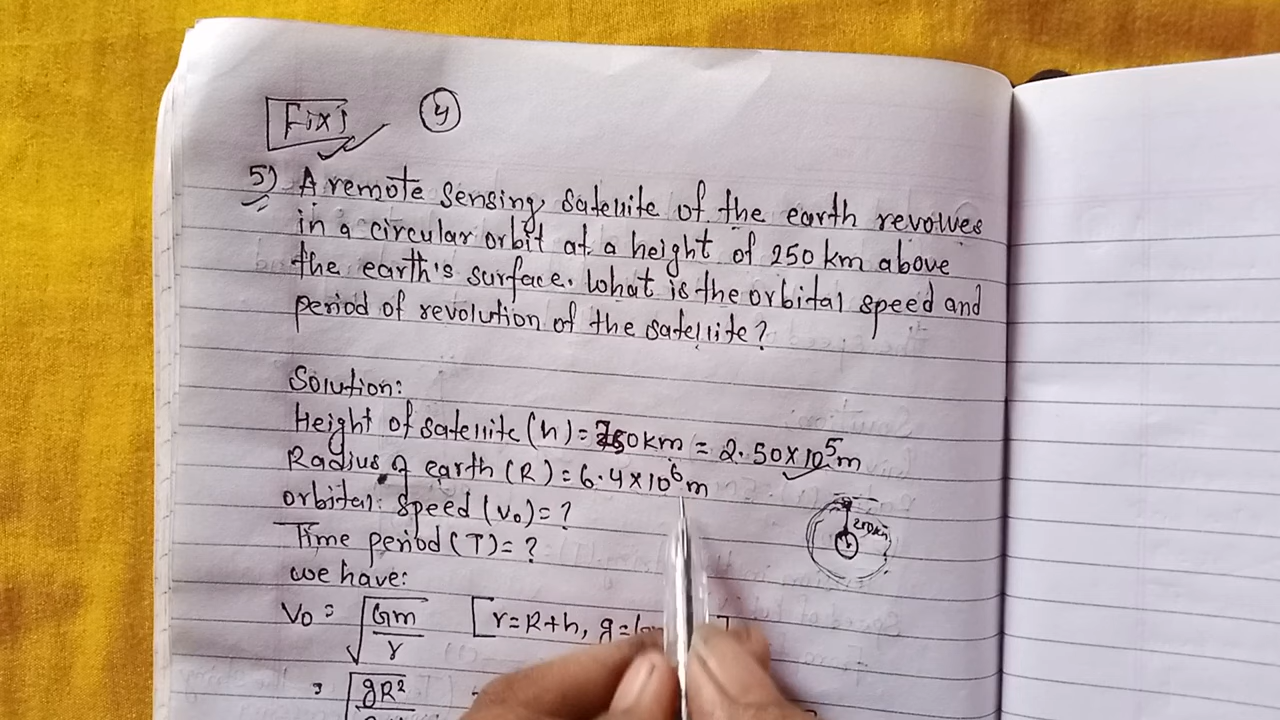 Fix)
4
5) A remote sensing satellite of the earth revolves
in a circular orbit at a height of 250 km above
the earth's surface. What is the orbital speed and
period of revolution of the satellite?
Solution:
Height of satellite (h) = 250 km = 2.50×10⁵m
Radius of earth (R) = 6.4×10⁶m
orbital speed (v₀) = ?
Time period (T) = ?
250km
we have:
V₀ = √(Gm/r) [r=R+h, g=
= gR²